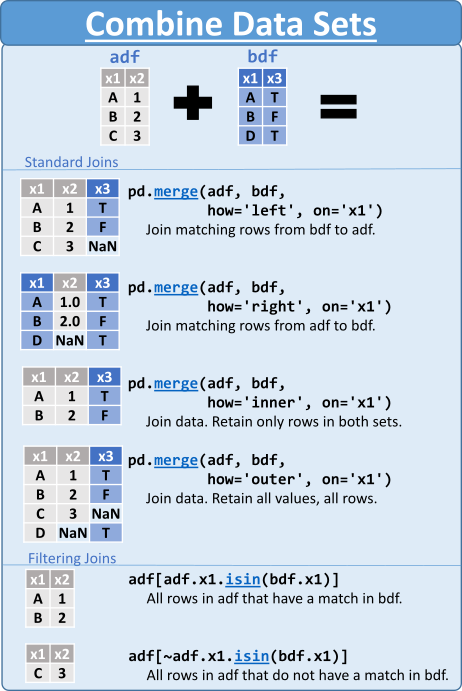 Combine Data Sets
adf
x1 x2
A 1
B 2
C 3
bdf
x1 x3
A T
B F
D T
Standard Joins
x1 x2 x3
A 1 T
B 2 F
C 3 NaN
pd.merge(adf, bdf,
how='left', on='x1')
Join matching rows from bdf to adf.
x1 x2 x3
A 1.0 T
B 2.0 F
D NaN T
pd.merge(adf, bdf,
how='right', on='x1')
Join matching rows from adf to bdf.
x1 x2 x3
A 1 T
B 2 F
pd.merge(adf, bdf,
how='inner', on='x1')
Join data. Retain only rows in both sets.
x1 x2 x3
A 1 T
B 2 F
C 3 NaN
D NaN T
pd.merge(adf, bdf,
how='outer', on='x1')
Join data. Retain all values, all rows.
Filtering Joins
x1 x2
A 1
B 2
adf[adf.x1.isin(bdf.x1)]
All rows in adf that have a match in bdf.
x1 x2
C 3
adf[~adf.x1.isin(bdf.x1)]
All rows in adf that do not have a match in bdf.